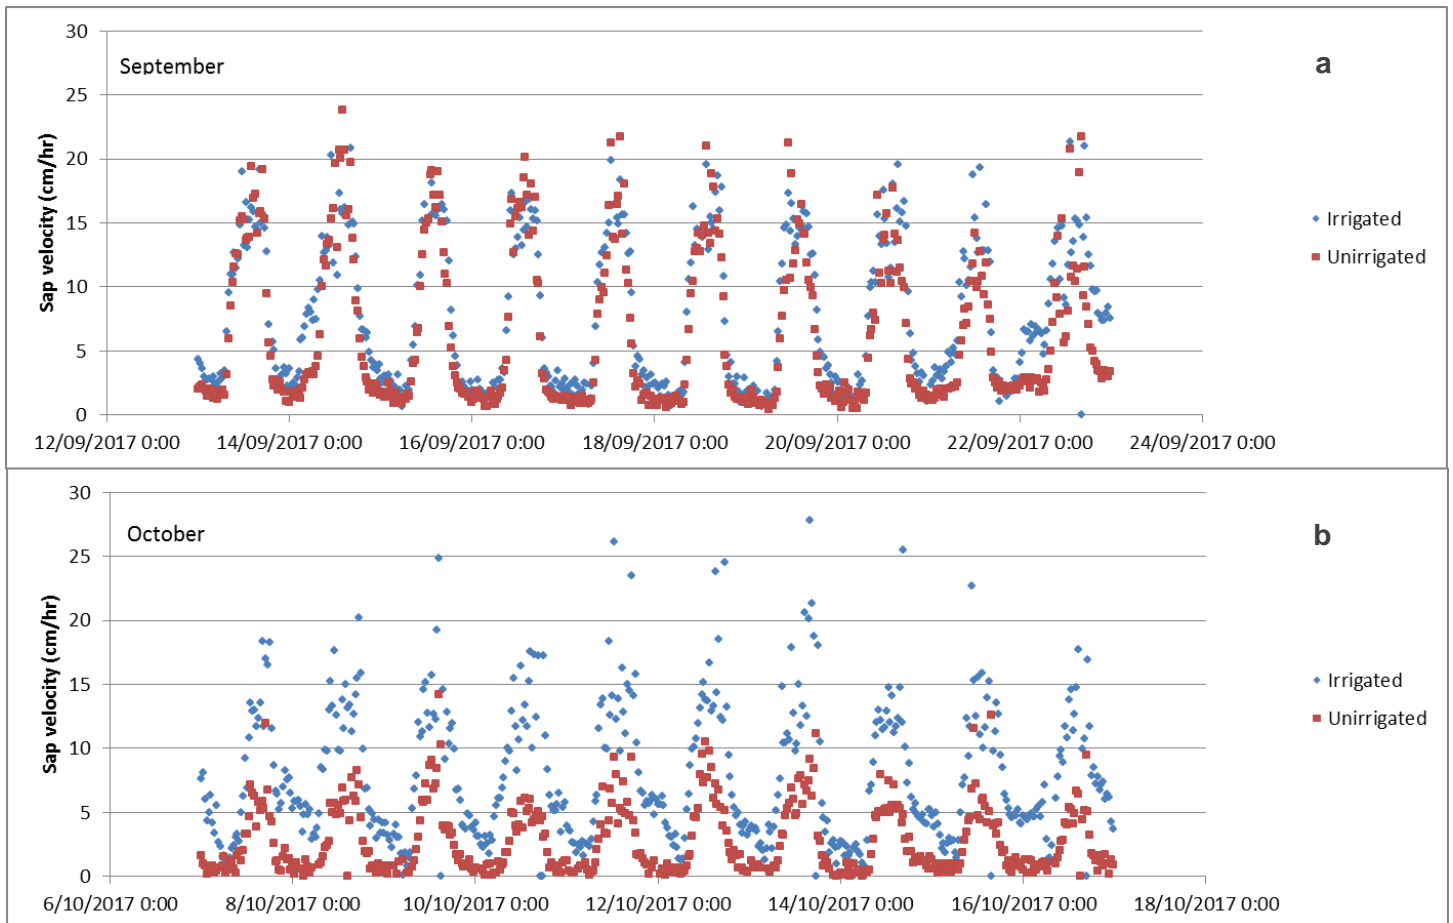 30
September
a
25
20
15
10
5
0
Sap velocity (cm/hr)
Irrigated
Unirrigated
12/09/2017 0:00 14/09/2017 0:00 16/09/2017 0:00 18/09/2017 0:00 20/09/2017 0:00 22/09/2017 0:00 24/09/2017 0:00
30
October
b
25
20
15
10
5
0
Sap velocity (cm/hr)
Irrigated
Unirrigated
6/10/2017 0:00 8/10/2017 0:00 10/10/2017 0:00 12/10/2017 0:00 14/10/2017 0:00 16/10/2017 0:00 18/10/2017 0:00